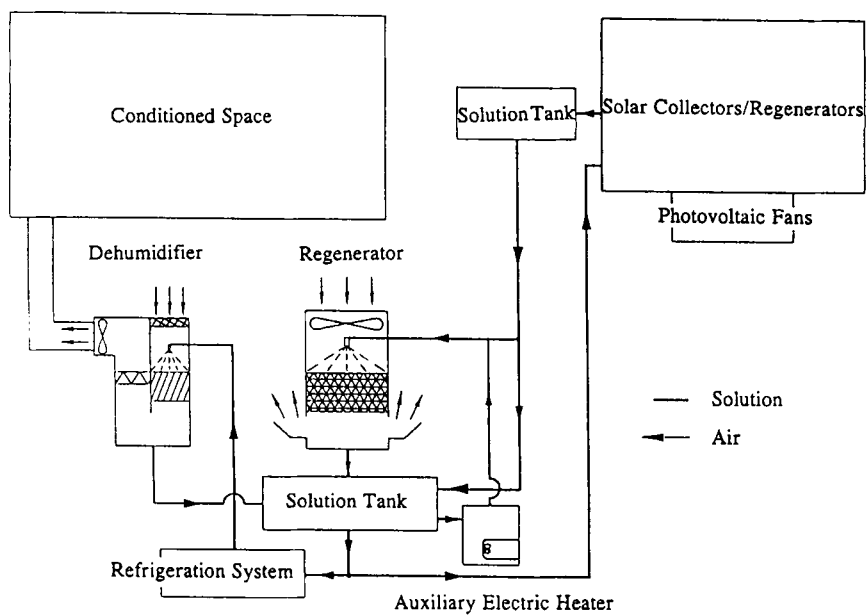 Conditioned Space
Solution Tank
Solar Collectors/Regenerators
Photovoltaic Fans
Dehumidifier
Regenerator
Solution
Air
Solution Tank
Refrigeration System
Auxiliary Electric Heater